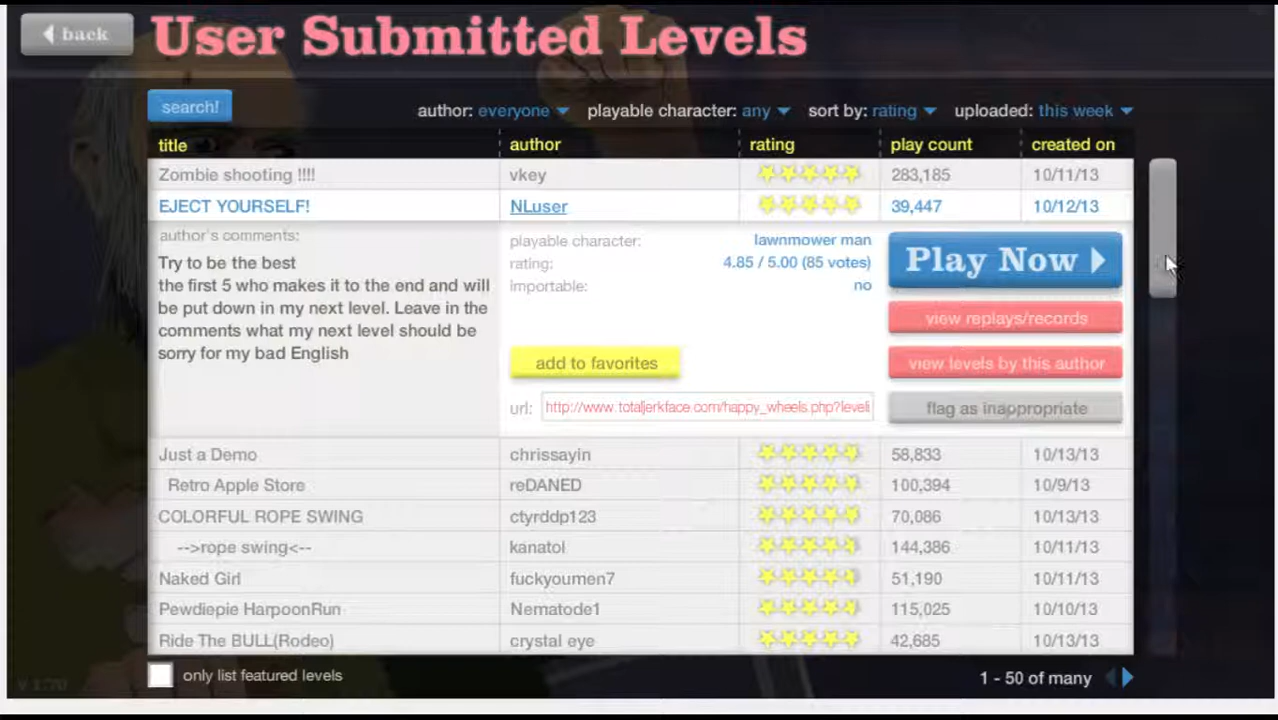 back
User Submitted Levels
search!
author: everyone playable character: any sort by: rating uploaded: this week
title author rating play count created on
Zombie shooting !!!! vkey 283,185 10/11/13
EJECT YOURSELF! NLuser 39,447 10/12/13
author's comments:
Try to be the best
the first 5 who makes it to the end and will
be put down in my next level. Leave in the
comments what my next level should be
sorry for my bad English
playable character: lawnmower man
rating: 4.85 / 5.00 (85 votes)
importable: no
add to favorites
url: http://www.totaljerkface.com/happy_wheels.php?leveli
Play Now
view replays/records
view levels by this author
flag as inappropriate
Just a Demo chrissayin 58,833 10/13/13
Retro Apple Store reDANED 100,394 10/9/13
COLORFUL ROPE SWING ctyrddp123 70,086 10/13/13
-->rope swing<-- kanatol 144,386 10/11/13
Naked Girl fuckyoumen7 51,190 10/11/13
Pewdiepie HarpoonRun Nematode1 115,025 10/10/13
Ride The BULL(Rodeo) crystal eye 42,685 10/13/13
only list featured levels
1 - 50 of many